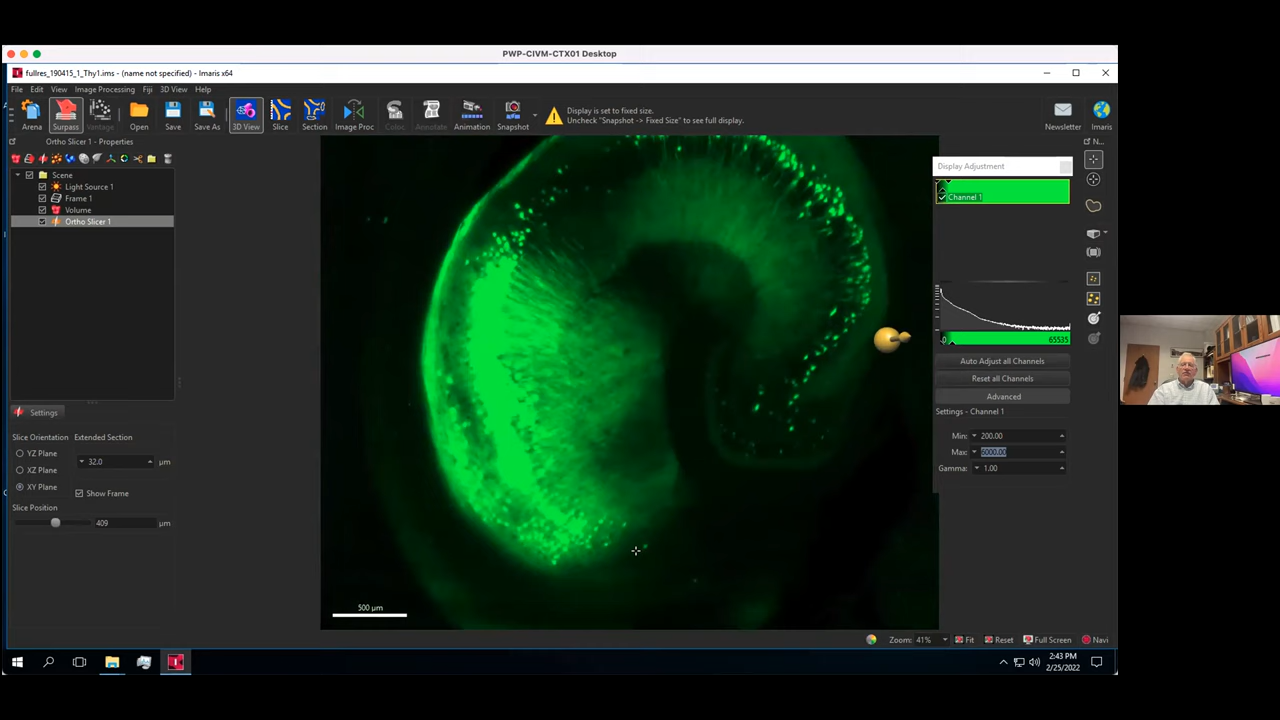 PWP-CIVM-CTX01 Desktop
fullres_190415_1_Thy1.ims - (name not specified) - Imaris x64
File Edit View Image Processing Fiji 3D View Help
Arena Surpass Vantage Open Save Save As 3D View Slice Section Image Proc Coloc Annotate Animation Snapshot
Display is set to fixed size.
Uncheck "Snapshot -> Fixed Size" to see full display.
Newsletter Imaris
Ortho Slicer 1 - Properties
N...
Scene
Light Source 1
Frame 1
Volume
Ortho Slicer 1
Display Adjustment
Channel 1
0 65535
Auto Adjust all Channels
Reset all Channels
Advanced
Settings - Channel 1
Min: 200.00
Max:
Gamma: 1.00
Settings
Slice Orientation Extended Section
YZ Plane
32.0 µm
XZ Plane
XY Plane
Show Frame
Slice Position
409 µm
500 µm
Zoom: 41% Fit Reset Full Screen Navi
2:43 PM
2/25/2022